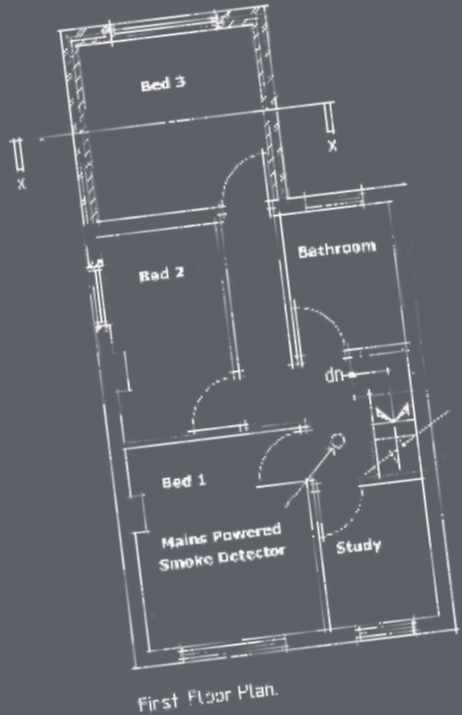 Bed 3
X
X
Bathroom
Bed 2
dn
Bed 1
Mains Powered
Smoke Detector
Study
First Floor Plan.